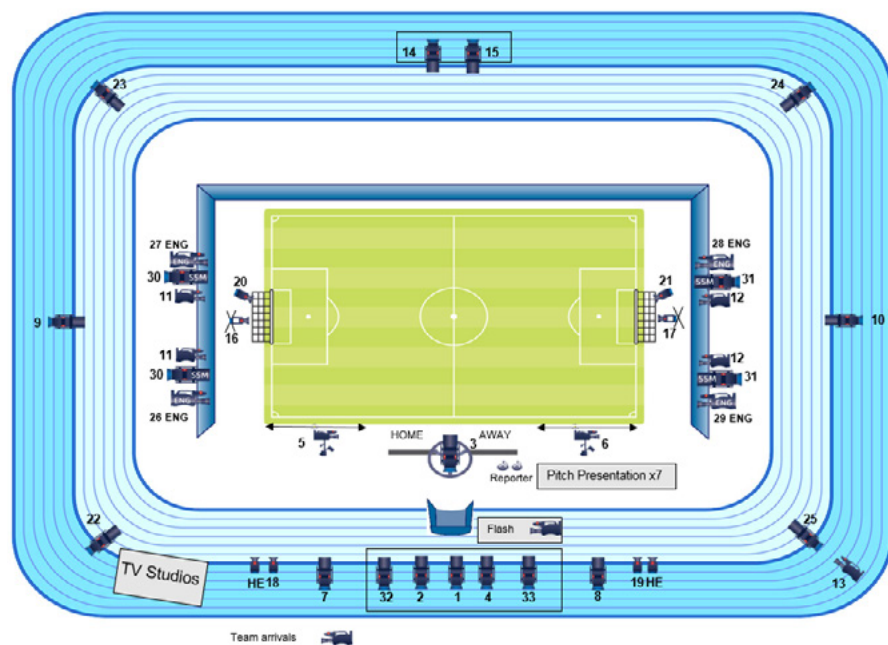 14 15
23
24
27 ENG
ENG
30
SSM
11
28 ENG
ENG
SSM
31
12
20
21
9
16
17
10
11
30
SSM
ENG
26 ENG
12
SSM
31
ENG
29 ENG
5
HOME
AWAY
3
6
Reporter
Pitch Presentation x7
22
Flash
25
TV Studios
HE 18
7
32
2
1
4
33
8
19 HE
13
Team arrivals